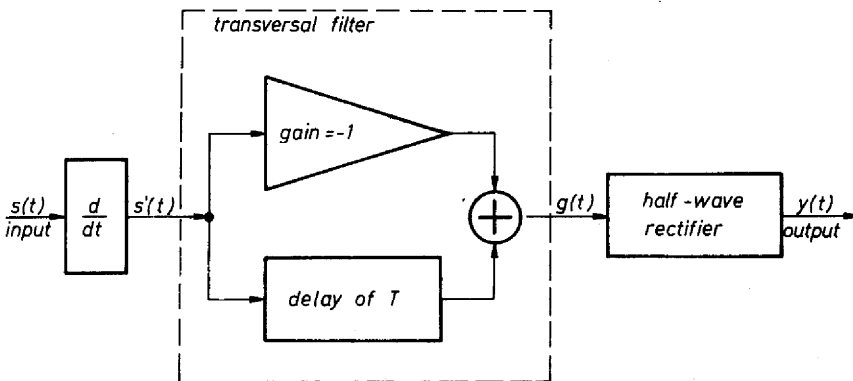 transversal filter
gain = -1
s(t)
input
d
dt
s'(t)
+
g(t)
half-wave
rectifier
y(t)
output
delay of T